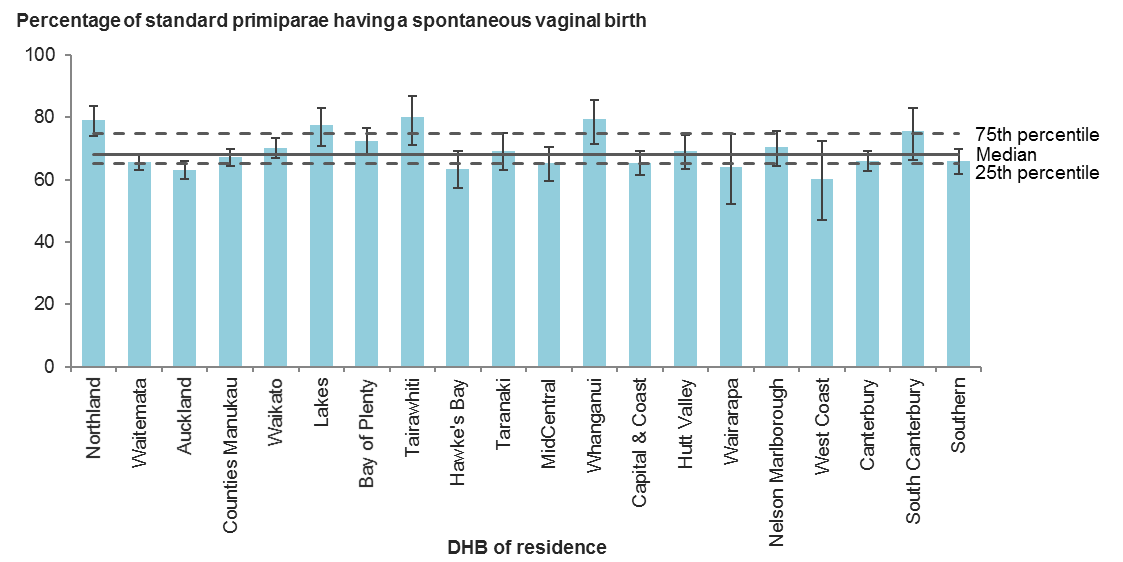 Percentage of standard primiparae having a spontaneous vaginal birth
100
80
60
40
20
0
75th percentile
Median
25th percentile
Northland
Waitemata
Auckland
Counties Manukau
Waikato
Lakes
Bay of Plenty
Tairawhiti
Hawke's Bay
Taranaki
MidCentral
Whanganui
Capital & Coast
Hutt Valley
Wairarapa
Nelson Marlborough
West Coast
Canterbury
South Canterbury
Southern
DHB of residence